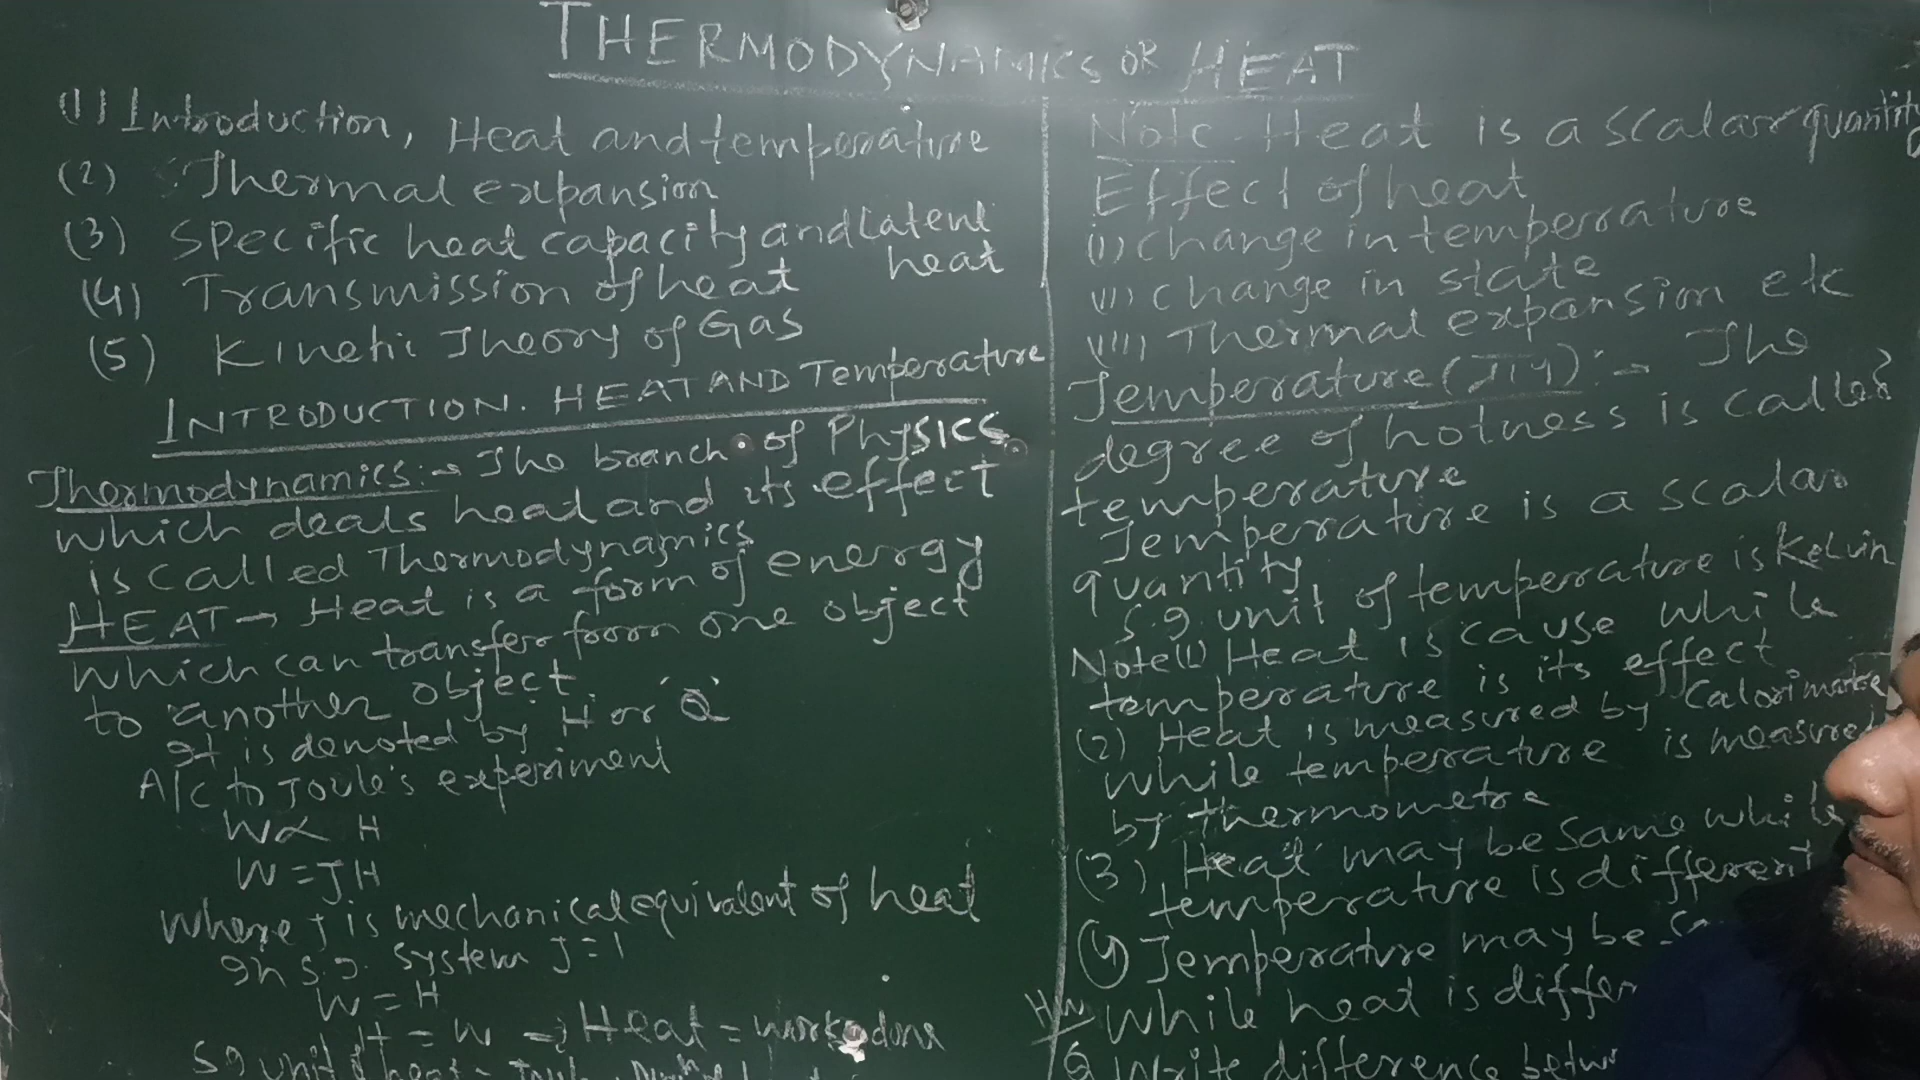 THERMODYNAMICS OR HEAT
(1) Introduction, Heat and temperature
(2) Thermal expansion
(3) Specific heat capacity and Latent
heat
(4) Transmission of heat
(5) Kinetic Theory of Gas
INTRODUCTION. HEAT AND Temperature
Thermodynamics:- The branch of Physics
which deals head and its effect
is called Thermodynamics
HEAT → Heat is a form of energy
which can transfer from one object
to another object
It is denoted by H or 'Q'
A/C to Joule's experiment
W ∝ H
W = JH
Where J is mechanical equivalent of heat
In S.I. System J = 1
W = H
H = W ⇒ Heat = work done
S.I unit of heat - Joule
Note Heat is a scalar quantity
Effect of heat
(i) change in temperature
(ii) change in state
(iii) Thermal expansion etc
Temperature (T):- The
degree of hotness is called
temperature
Temperature is a scalar
quantity
S.I. unit of temperature is Kelvin
Note (1) Heat is cause while
temperature is its effect
(2) Heat is measured by Calorimetre
while temperature is measured
by thermometre
(3) Heat may be same while
temperature is different
(4) Temperature may be
while heat is
H/W
Q Write difference